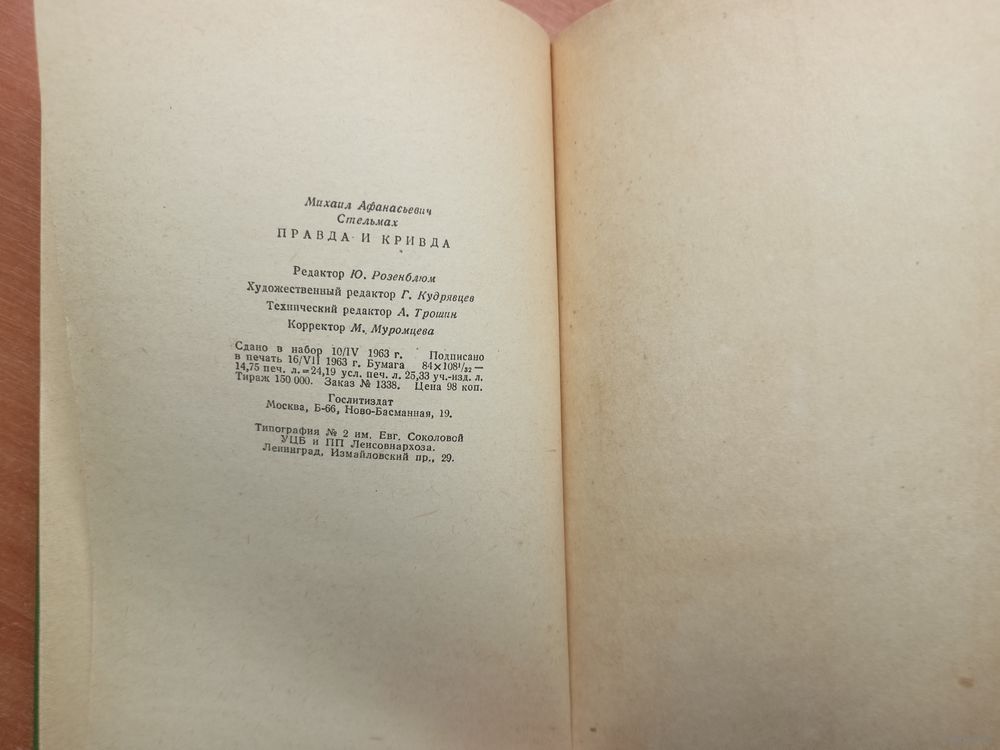 Михаил Афанасьевич
Стельмах
ПРАВДА И КРИВДА
Редактор Ю. Розенблюм
Художественный редактор Г. Кудрявцев
Технический редактор А. Трошин
Корректор М. Муромцева
Сдано в набор 10/IV 1963 г. Подписано
в печать 16/VII 1963 г. Бумага 84×108¹/₃₂ —
14,75 печ. л.=24,19 усл. печ. л. 25,33 уч.-изд. л.
Тираж 150 000. Заказ № 1338. Цена 98 коп.
Гослитиздат
Москва, Б-66, Ново-Басманная, 19.
Типография № 2 им. Евг. Соколовой
УЦБ и ПП Ленсовнархоза.
Ленинград, Измайловский пр., 29.